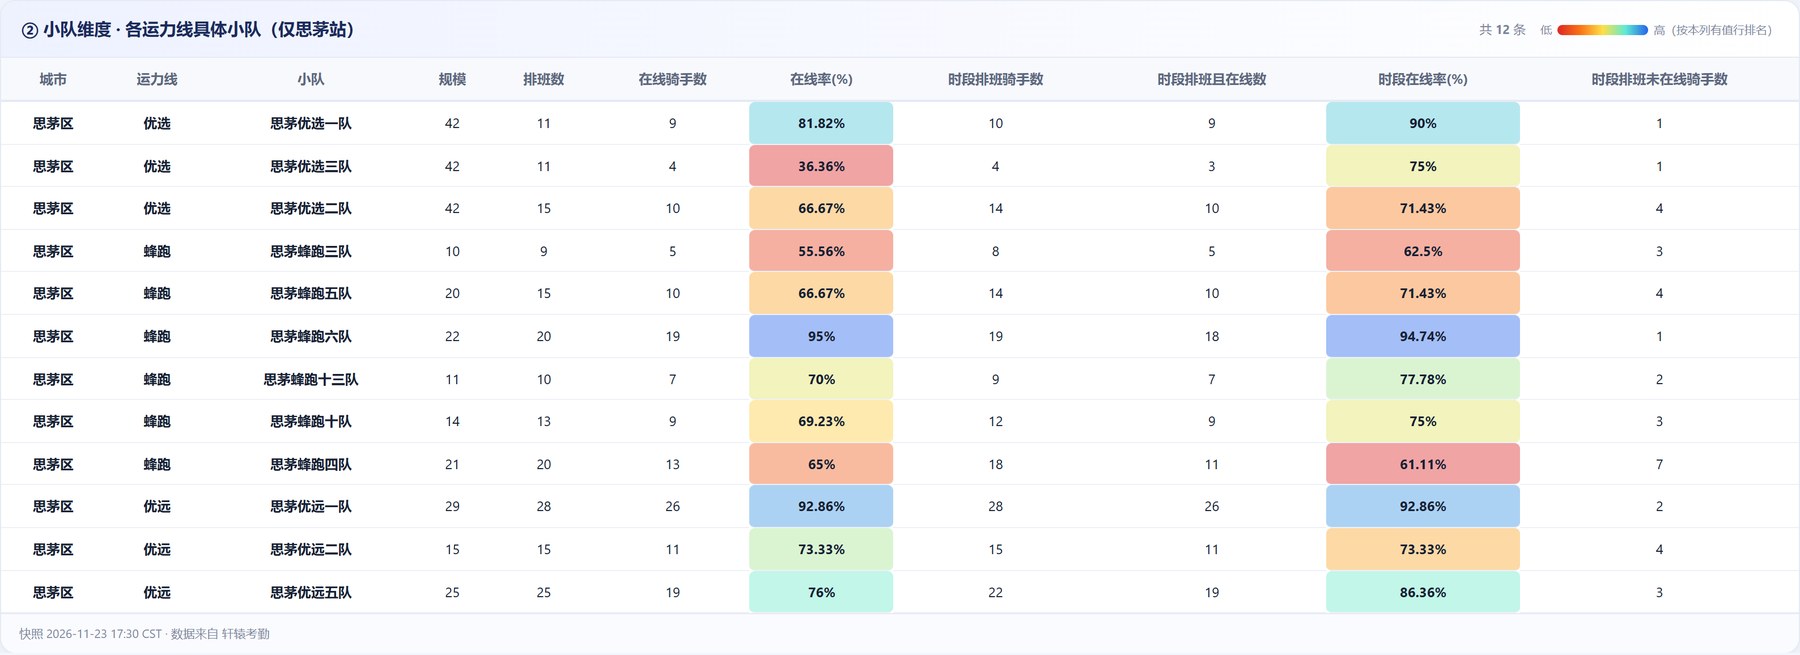 ② 小队维度 · 各运力线具体小队（仅思茅站） 共 12 条 低 高 (按本列有值行排名)
城市 运力线 小队 规模 排班数 在线骑手数 在线率(%) 时段排班骑手数 时段排班且在线数 时段在线率(%) 时段排班未在线骑手数
思茅区 优选 思茅优选一队 42 11 9 81.82% 10 9 90% 1
思茅区 优选 思茅优选三队 42 11 4 36.36% 4 3 75% 1
思茅区 优选 思茅优选二队 42 15 10 66.67% 14 10 71.43% 4
思茅区 蜂跑 思茅蜂跑三队 10 9 5 55.56% 8 5 62.5% 3
思茅区 蜂跑 思茅蜂跑五队 20 15 10 66.67% 14 10 71.43% 4
思茅区 蜂跑 思茅蜂跑六队 22 20 19 95% 19 18 94.74% 1
思茅区 蜂跑 思茅蜂跑十三队 11 10 7 70% 9 7 77.78% 2
思茅区 蜂跑 思茅蜂跑十队 14 13 9 69.23% 12 9 75% 3
思茅区 蜂跑 思茅蜂跑四队 21 20 13 65% 18 11 61.11% 7
思茅区 优远 思茅优远一队 29 28 26 92.86% 28 26 92.86% 2
思茅区 优远 思茅优远二队 15 15 11 73.33% 15 11 73.33% 4
思茅区 优远 思茅优远五队 25 25 19 76% 22 19 86.36% 3
快照 2026-11-23 17:30 CST · 数据来自 轩辕考勤